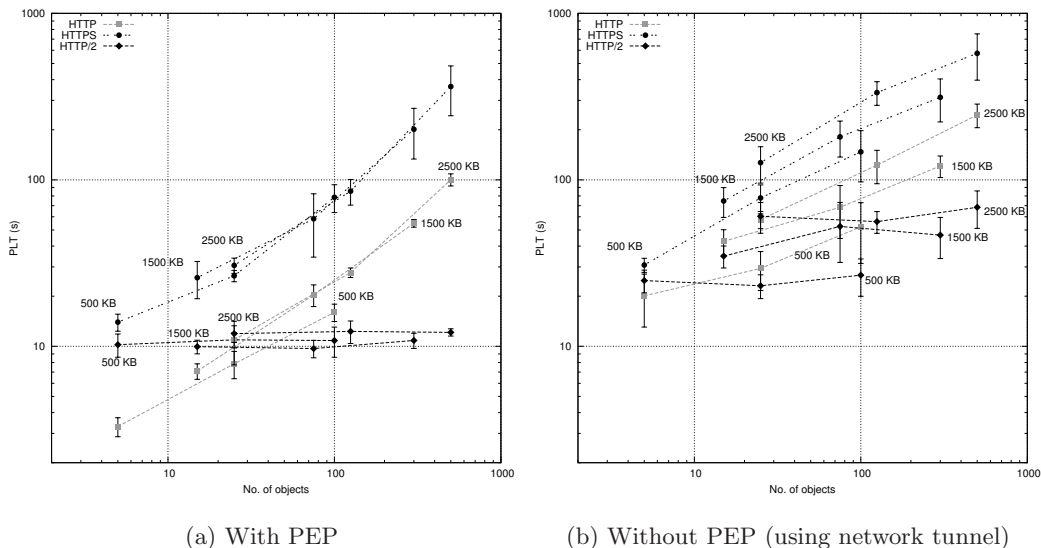 1000
HTTP
HTTPS
HTTP/2
2500 KB
100
1500 KB
2500 KB
1500 KB
PLT (s)
500 KB
500 KB
1500 KB
2500 KB
10
500 KB
10
100
1000
No. of objects
(a) With PEP
1000
HTTP
HTTPS
HTTP/2
2500 KB
2500 KB
100
1500 KB
1500 KB
2500 KB
PLT (s)
500 KB
500 KB
1500 KB
500 KB
10
10
100
1000
No. of objects
(b) Without PEP (using network tunnel)